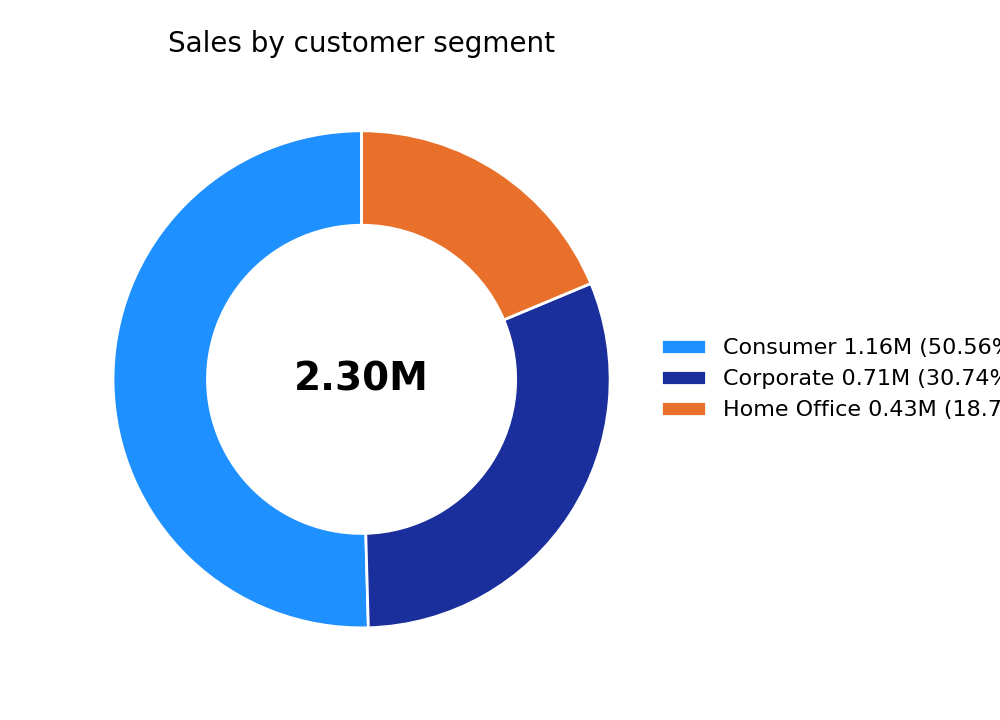 Sales by customer segment
2.30M
Consumer 1.16M (50.56%
Corporate 0.71M (30.74%
Home Office 0.43M (18.7